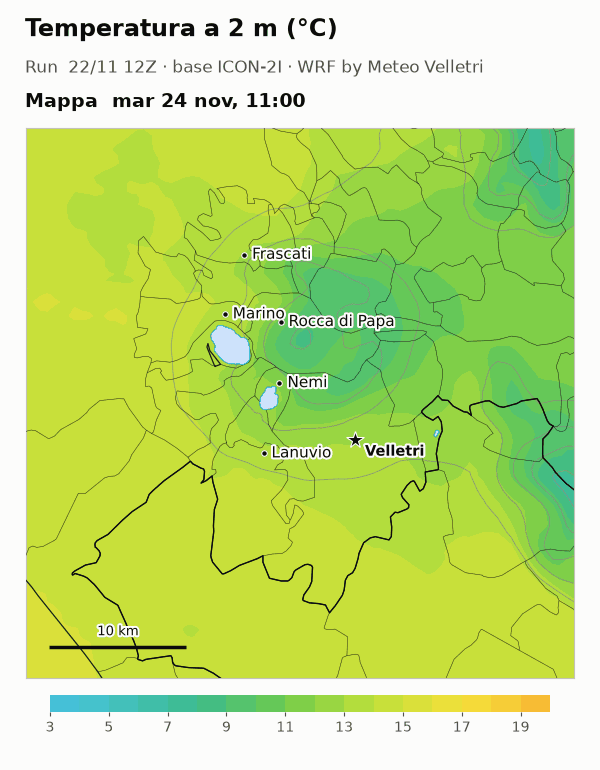 Temperatura a 2 m (°C)
Run  22/11 12Z · base ICON-2I · WRF by Meteo Velletri
Mappa  mar 24 nov, 11:00
Frascati
Marino
Rocca di Papa
Nemi
Velletri
Lanuvio
10 km
3 5 7 9 11 13 15 17 19